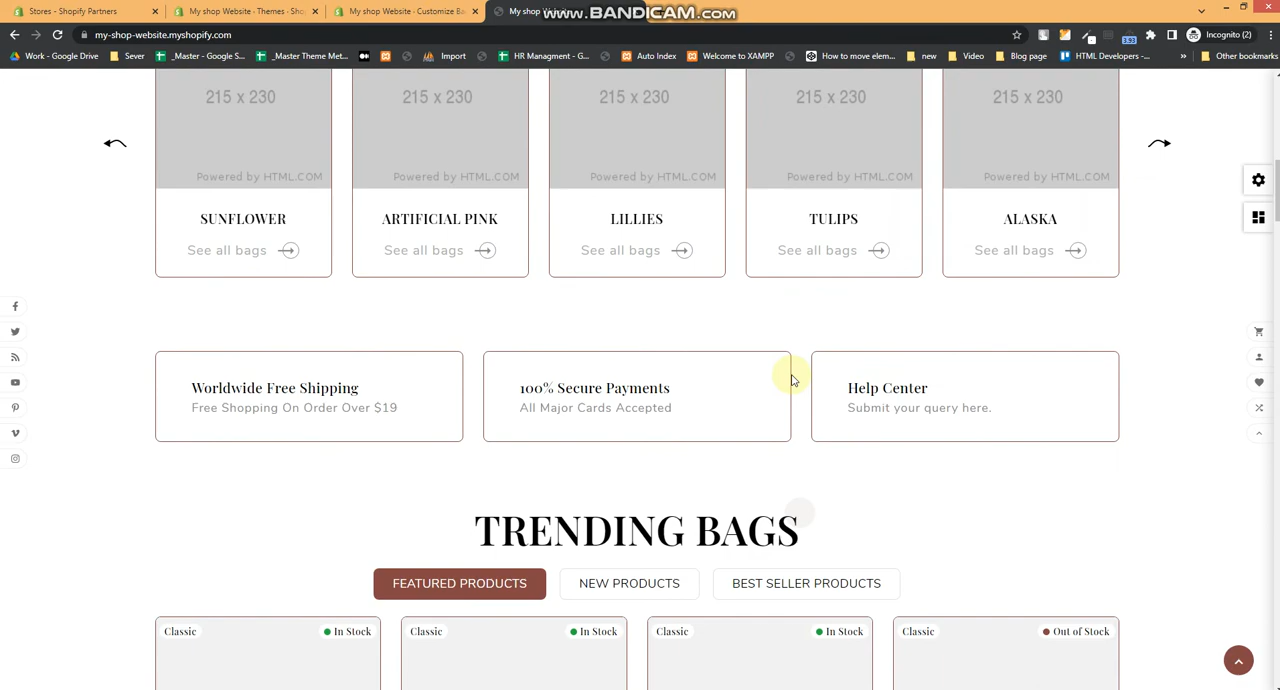 Stores - Shopify Partners
My shop Website - Themes - Sho
My shop Website - Customize Ba
My shop
www.BANDICAM.com
my-shop-website.myshopify.com
3.93
Incognito (2)
Work - Google Drive
Sever
_Master - Google S...
_Master Theme Met...
Import
HR Managment - G...
Auto Index
Welcome to XAMPP
How to move elem...
new
Video
Blog page
HTML Developers -...
»
Other bookmarks
215 x 230
215 x 230
215 x 230
215 x 230
215 x 230
Powered by HTML.COM
Powered by HTML.COM
Powered by HTML.COM
Powered by HTML.COM
Powered by HTML.COM
SUNFLOWER
ARTIFICIAL PINK
LILLIES
TULIPS
ALASKA
See all bags
See all bags
See all bags
See all bags
See all bags
Worldwide Free Shipping
Free Shopping On Order Over $19
100% Secure Payments
All Major Cards Accepted
Help Center
Submit your query here.
TRENDING BAGS
FEATURED PRODUCTS
NEW PRODUCTS
BEST SELLER PRODUCTS
Classic
In Stock
Classic
In Stock
Classic
In Stock
Classic
Out of Stock